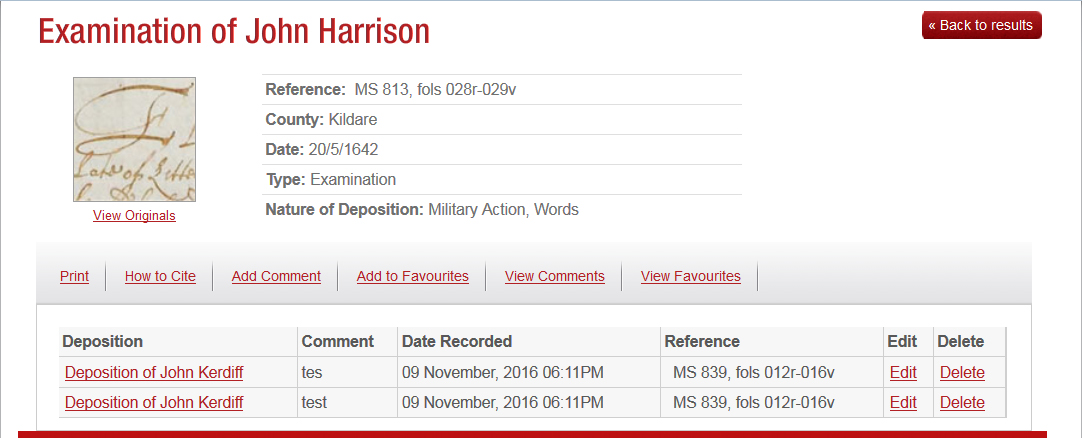 Examination of John Harrison
« Back to results
Reference: MS 813, fols 028r-029v
County: Kildare
Date: 20/5/1642
Type: Examination
Nature of Deposition: Military Action, Words
View Originals
Print How to Cite Add Comment Add to Favourites View Comments View Favourites
Deposition Comment Date Recorded Reference Edit Delete
Deposition of John Kerdiff tes 09 November, 2016 06:11PM MS 839, fols 012r-016v Edit Delete
Deposition of John Kerdiff test 09 November, 2016 06:11PM MS 839, fols 012r-016v Edit Delete